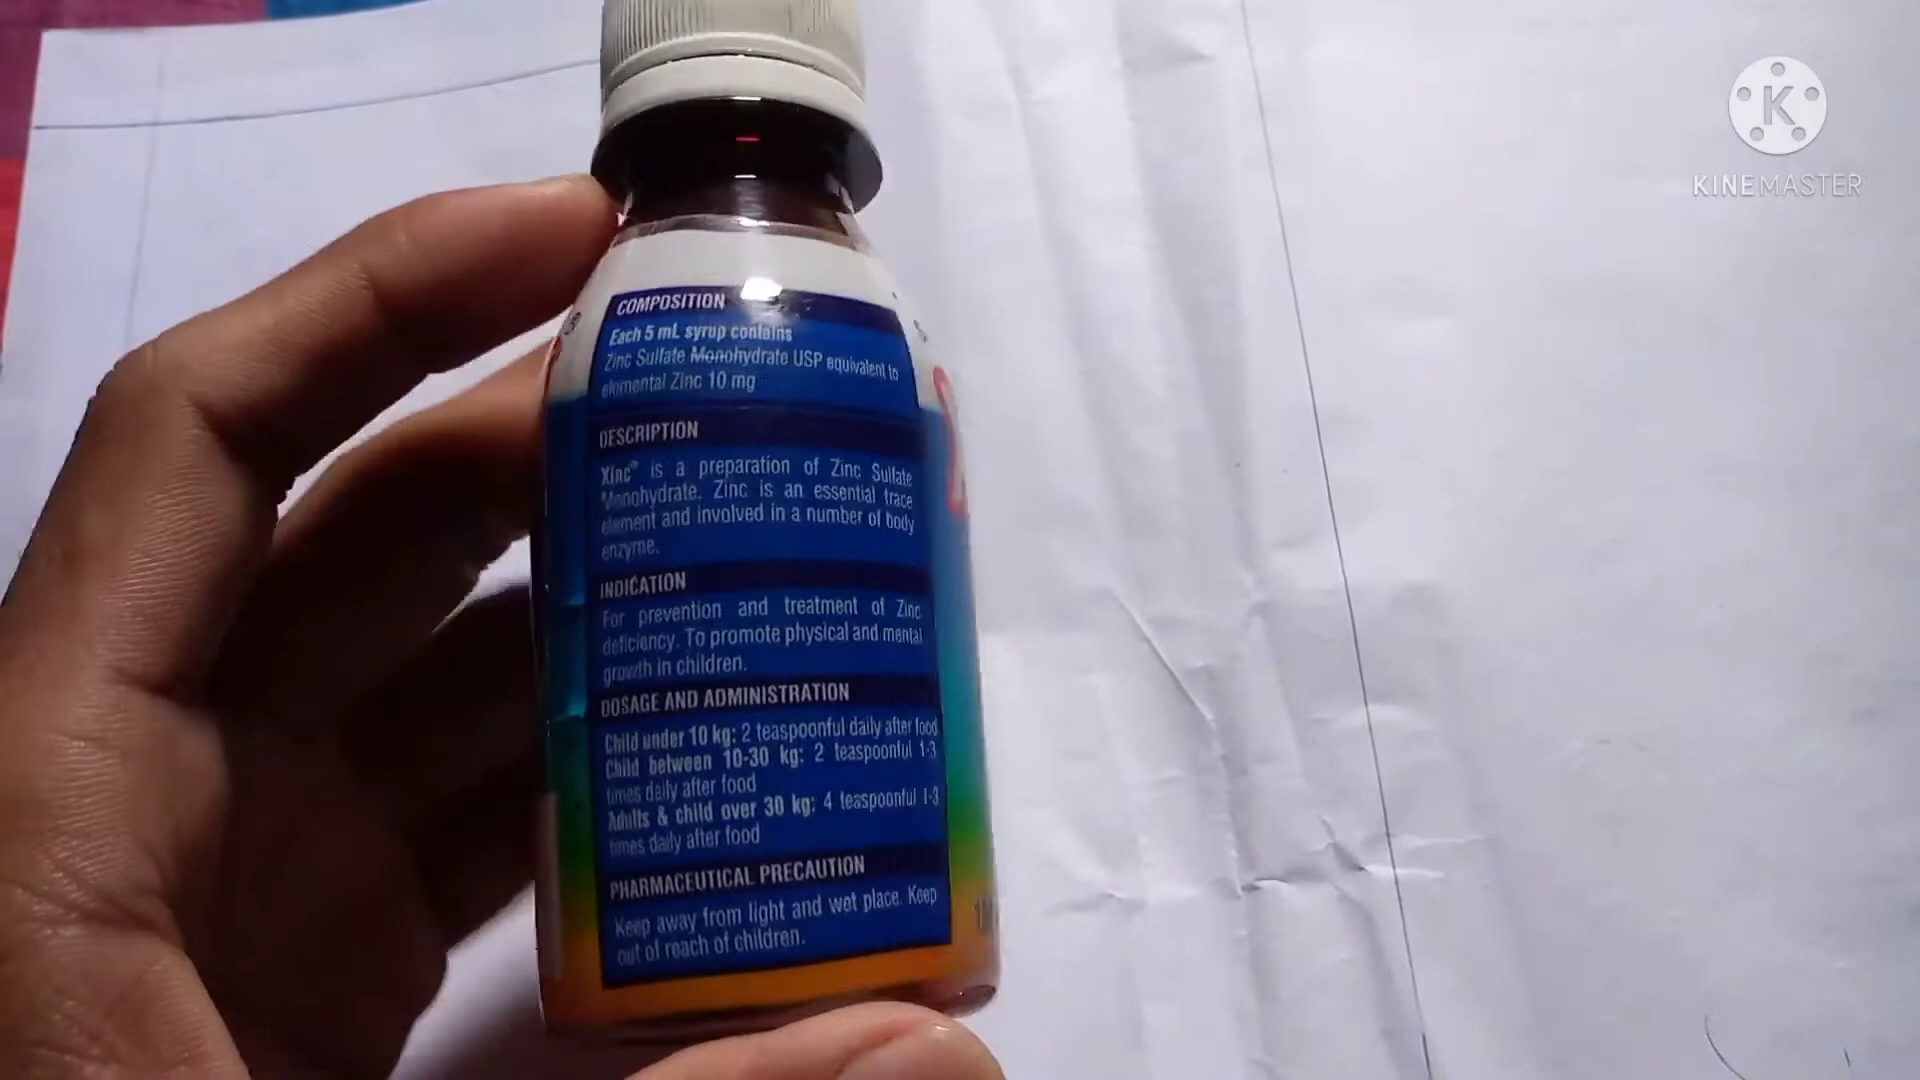 COMPOSITION
Each 5 mL syrup contains
Zinc Sulfate Monohydrate USP equivalent to
elemental Zinc 10 mg
DESCRIPTION
Xinc® is a preparation of Zinc Sulfate
Monohydrate. Zinc is an essential trace
element and involved in a number of body
enzyme.
INDICATION
For prevention and treatment of Zinc
deficiency. To promote physical and mental
growth in children.
DOSAGE AND ADMINISTRATION
Child under 10 kg: 2 teaspoonful daily after food
Child between 10-30 kg: 2 teaspoonful 1-3
times daily after food
Adults & child over 30 kg: 4 teaspoonful 1-3
times daily after food
PHARMACEUTICAL PRECAUTION
Keep away from light and wet place. Keep
out of reach of children.
K
KINEMASTER